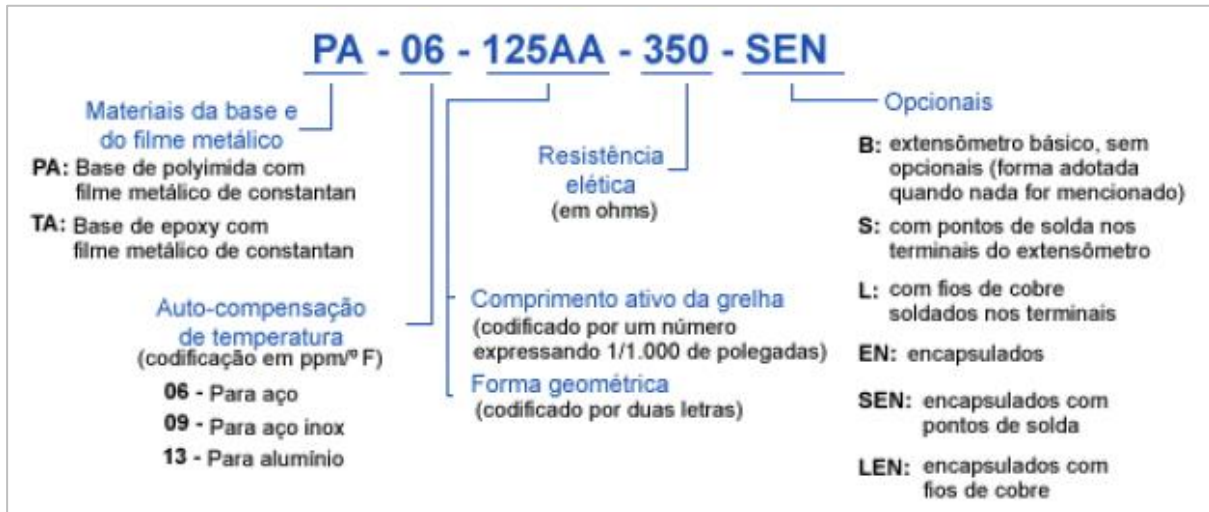 PA - 06 - 125AA - 350 - SEN
Materiais da base e
do filme metálico
PA: Base de polyimida com
filme metálico de constantan
TA: Base de epoxy com
filme metálico de constantan
Auto-compensação
de temperatura
(codificação em ppm/º F)
06 - Para aço
09 - Para aço inox
13 - Para alumínio
Resistência
elética
(em ohms)
Comprimento ativo da grelha
(codificado por um número
expressando 1/1.000 de polegadas)
Forma geométrica
(codificado por duas letras)
Opcionais
B: extensômetro básico, sem
opcionais (forma adotada
quando nada for mencionado)
S: com pontos de solda nos
terminais do extensômetro
L: com fios de cobre
soldados nos terminais
EN: encapsulados
SEN: encapsulados com
pontos de solda
LEN: encapsulados com
fios de cobre